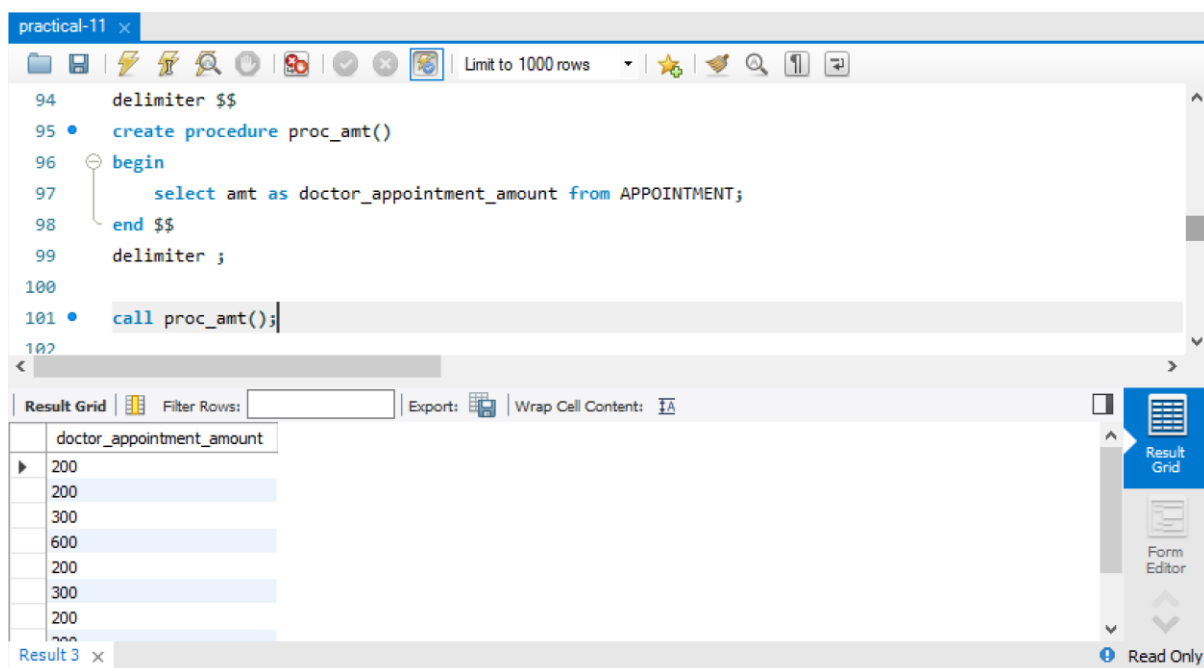 practical-11
Limit to 1000 rows
94 delimiter $$
95 create procedure proc_amt()
96 begin
97 select amt as doctor_appointment_amount from APPOINTMENT;
98 end $$
99 delimiter ;
100
101 call proc_amt();
102
Result Grid Filter Rows: Export: Wrap Cell Content: IA
doctor_appointment_amount
200
200
300
600
200
300
200
Result
Grid
Form
Editor
Result 3 Read Only